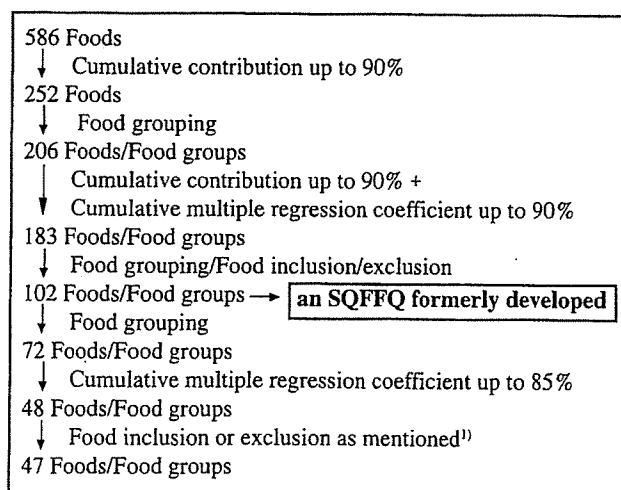 586 Foods
Cumulative contribution up to 90%
252 Foods
Food grouping
206 Foods/Food groups
Cumulative contribution up to 90% +
Cumulative multiple regression coefficient up to 90%
183 Foods/Food groups
Food grouping/Food inclusion/exclusion
102 Foods/Food groups → an SQFFQ formerly developed
Food grouping
72 Foods/Food groups
Cumulative multiple regression coefficient up to 85%
48 Foods/Food groups
Food inclusion or exclusion as mentioned¹⁾
47 Foods/Food groups